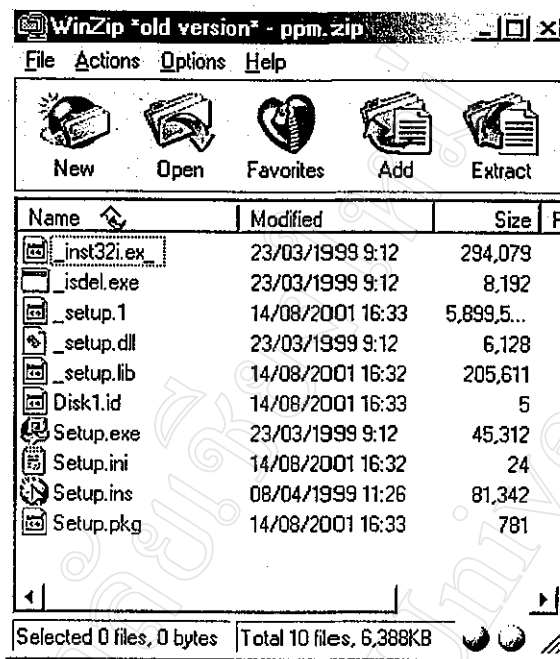 WinZip *old version* - ppm.zip
File Actions Options Help
New Open Favorites Add Extract
Name Modified Size
_inst32i.ex_ 23/03/1999 9:12 294,079
_isdel.exe 23/03/1999 9:12 8,192
_setup.1 14/08/2001 16:33 5,899,5...
_setup.dll 23/03/1999 9:12 6,128
_setup.lib 14/08/2001 16:32 205,611
Disk1.id 14/08/2001 16:33 5
Setup.exe 23/03/1999 9:12 45,312
Setup.ini 14/08/2001 16:32 24
Setup.ins 08/04/1999 11:26 81,342
Setup.pkg 14/08/2001 16:33 781
Selected 0 files, 0 bytes Total 10 files, 6,388KB